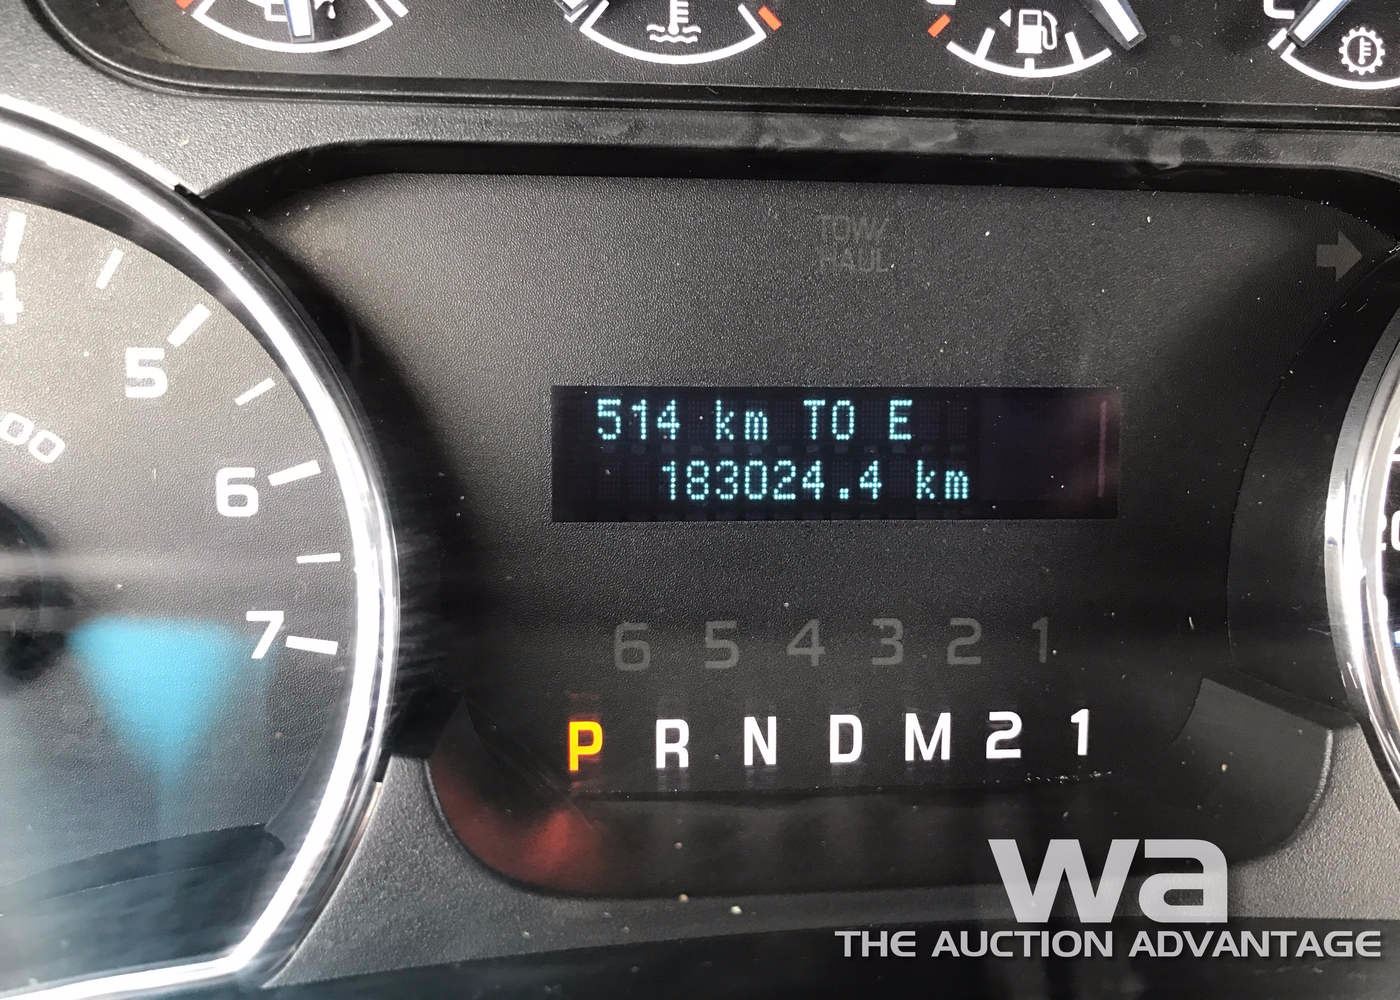 TOW/
HAUL
4
5
6
7
514 km TO E
183024.4 km
6 5 4 3 2 1
P R N D M 2 1
wa
THE AUCTION ADVANTAGE